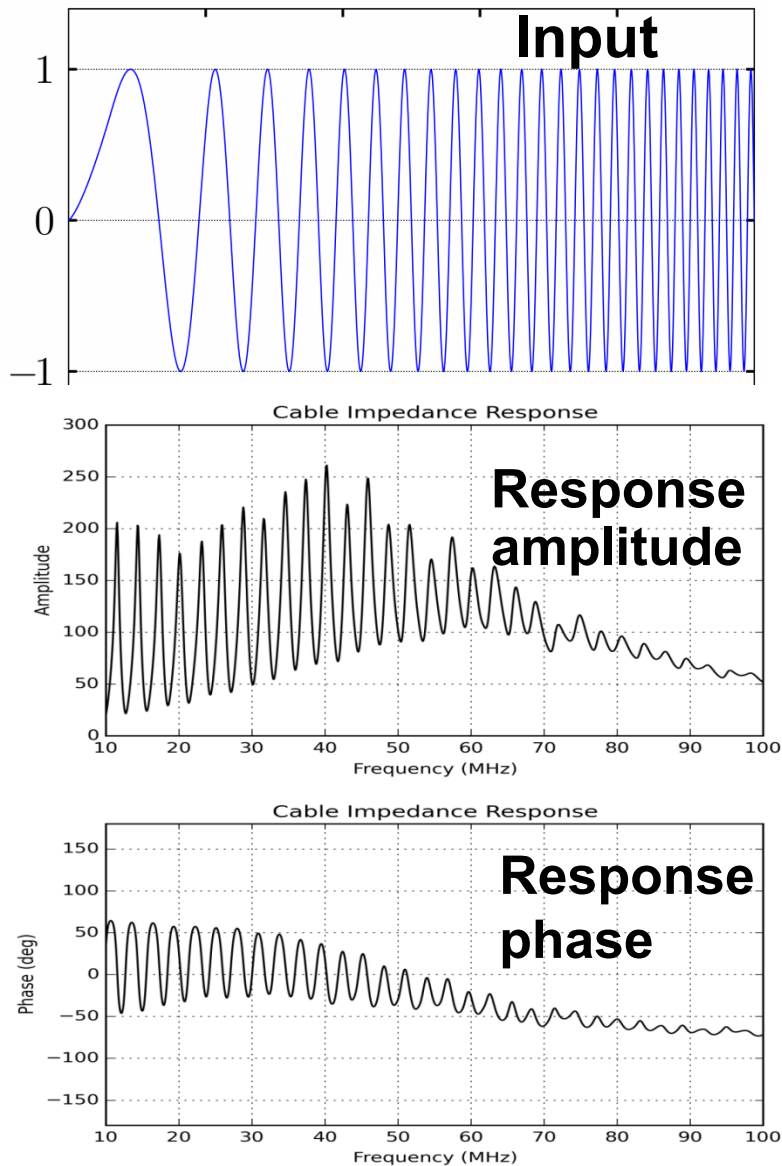 Input
1
0
−1
Cable Impedance Response
300
250
200
150
100
50
0
Amplitude
Response
amplitude
10 20 30 40 50 60 70 80 90 100
Frequency (MHz)
Cable Impedance Response
150
100
50
0
−50
−100
−150
Phase (deg)
Response
phase
10 20 30 40 50 60 70 80 90 100
Frequency (MHz)